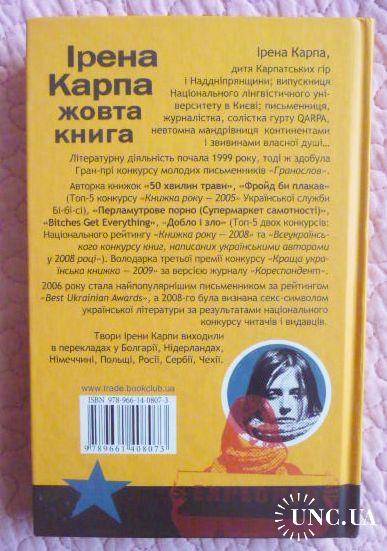 Ірена
Карпа
жовта
книга
Ірена Карпа,
дитя Карпатських гір
і Наддніпрянщини; випускниця
Національного лінгвістичного уні-
верситету в Києві; письменниця,
журналістка, солістка гурту QARPA,
невтомна мандрівниця континентами
і звивинами власної душі...
Літературну діяльність почала 1999 року, тоді ж здобула
Гран-прі конкурсу молодих письменників «Гранослов».
Авторка книжок «50 хвилин трави», «Фройд би плакав»
(Топ-5 конкурсу «Книжка року — 2005» Української служби
Бі-бі-сі), «Перламутрове порно (Супермаркет самотності)»,
«Bitches Get Everything», «Добло і зло» (Топ-5 двох конкурсів:
Національного рейтингу «Книжка року — 2008» та «Всеукраїнсь-
кого конкурсу книг, написаних українськими авторами
у 2008 році»). Володарка третьої премії конкурсу «Краща укра-
їнська книжка — 2009» за версією журналу «Кореспондент».
2006 року стала найпопулярнішим письменником за рейтингом
«Best Ukrainian Awards», а 2008-го була визнана секс-символом
української літератури за результатами національного
конкурсу читачів і видавців.
Твори Ірени Карпи виходили
в перекладах у Болгарії, Нідерландах,
Німеччині, Польщі, Росії, Сербії, Чехії.
www.trade.bookclub.ua
ISBN 978-966-14-0807-3
9 789661 408073
UNC.UA